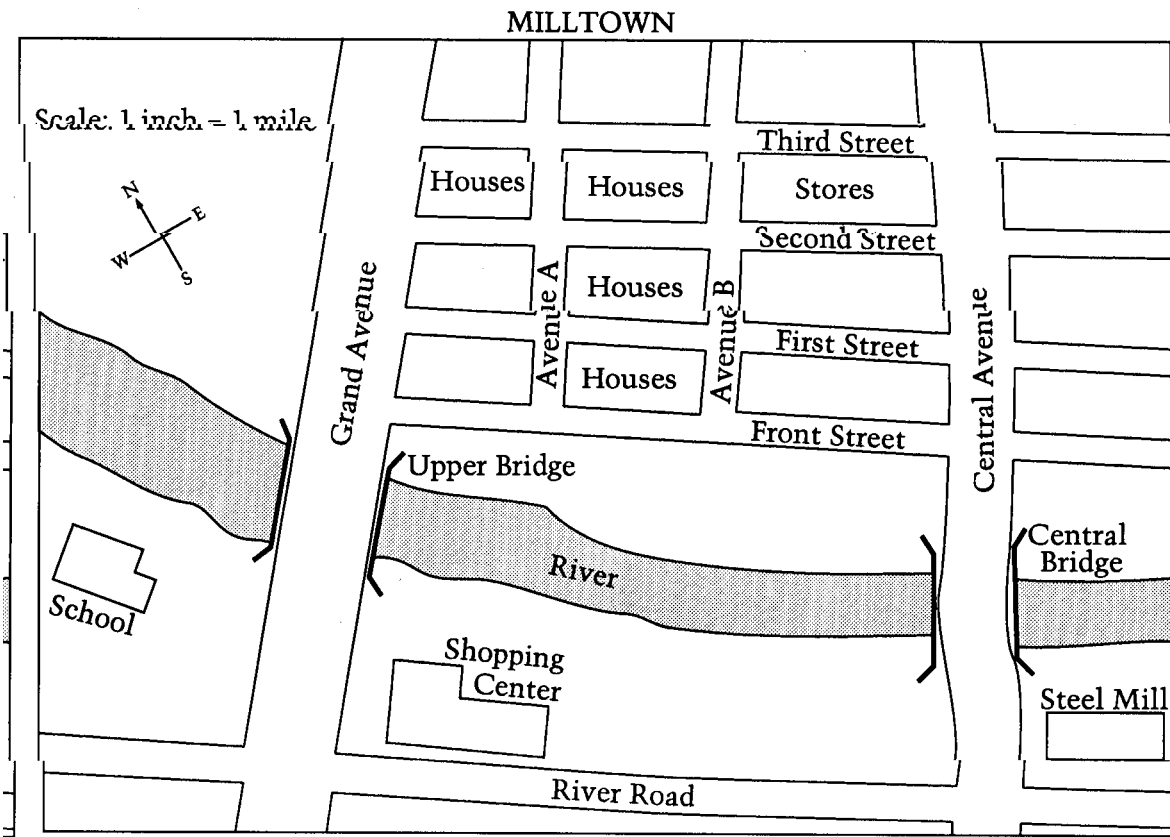 MILLTOWN
Scale: 1 inch = 1 mile
Third Street
Houses
Houses
Stores
N
E
W
S
Second Street
Grand Avenue
Avenue A
Houses
Avenue B
First Street
Central Avenue
Houses
Front Street
Upper Bridge
River
Central
Bridge
School
Shopping
Center
Steel Mill
River Road